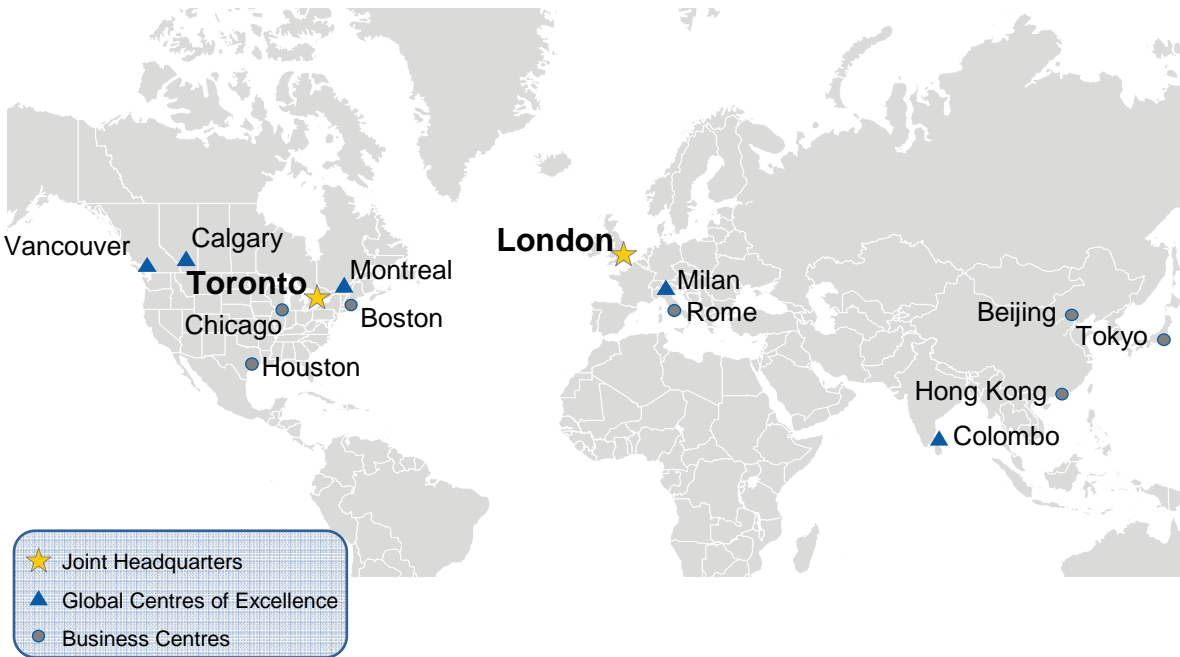 London
Calgary
Vancouver
Montreal
Toronto
Milan
Rome
Beijing
Boston
Chicago
Tokyo
Houston
Hong Kong
Colombo
Joint Headquarters
Global Centres of Excellence
Business Centres